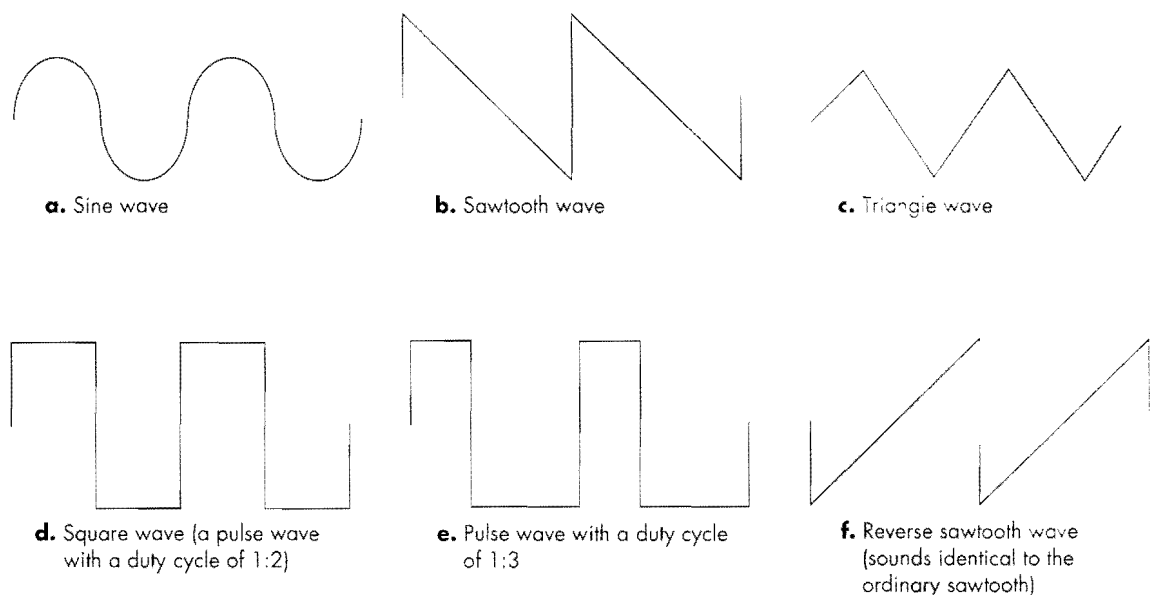 a. Sine wave
b. Sawtooth wave
c. Triangie wave
d. Square wave (a pulse wave
with a duty cycle of 1:2)
e. Pulse wave with a duty cycle
of 1:3
f. Reverse sawtooth wave
(sounds identical to the
ordinary sawtooth)